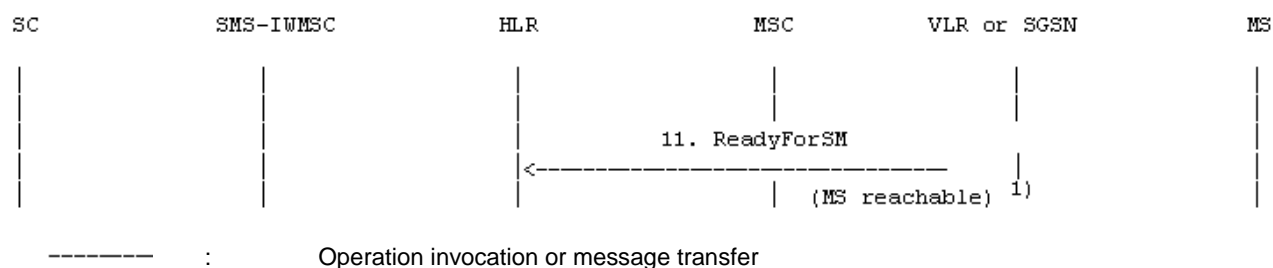 SC SMS-IWMSC HLR MSC VLR or SGSN MS
11. ReadyForSM
(MS reachable) 1)
: Operation invocation or message transfer